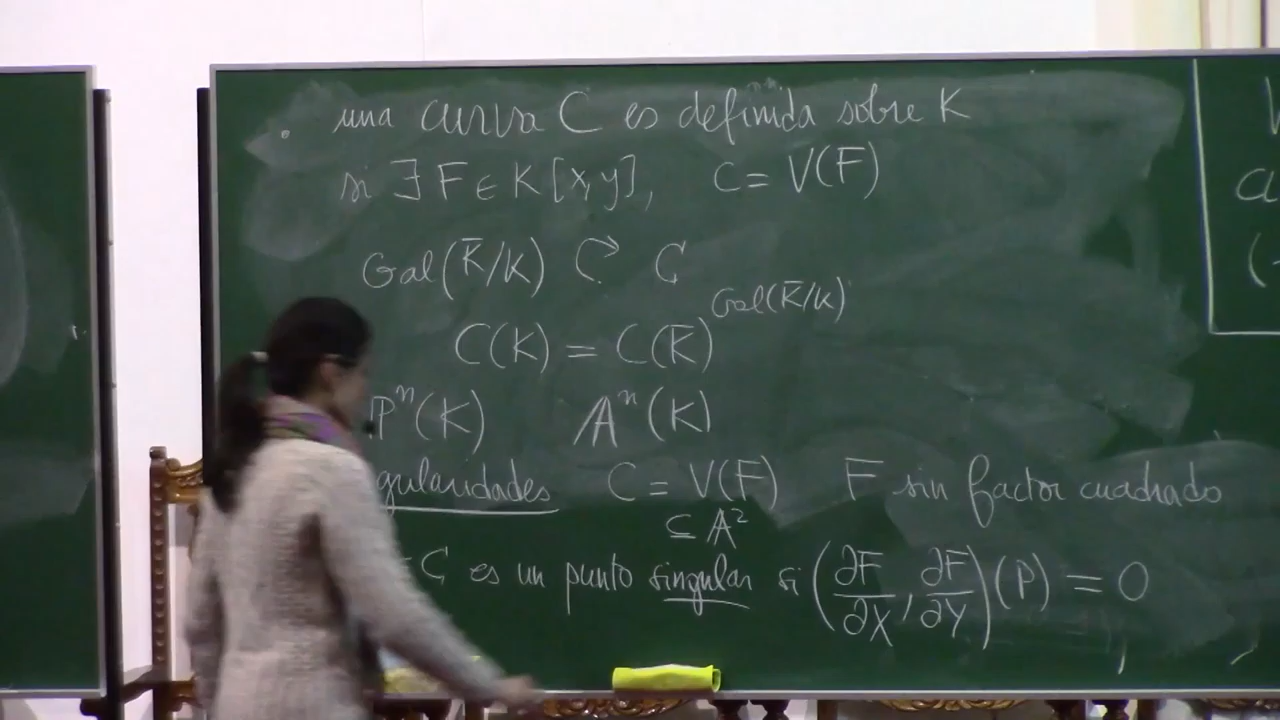 · una curva C es definida sobre K
si ∃ F ∈ K[x,y], C = V(F)
Gal(K̄/K) ↻ C
C(K) = C(K̄)^Gal(K̄/K)
P^n(K) A^n(K)
gularidades C = V(F) F sin factor cuadrado
⊆ A²
C es un punto singular si (∂F/∂X, ∂F/∂Y)(P) = 0